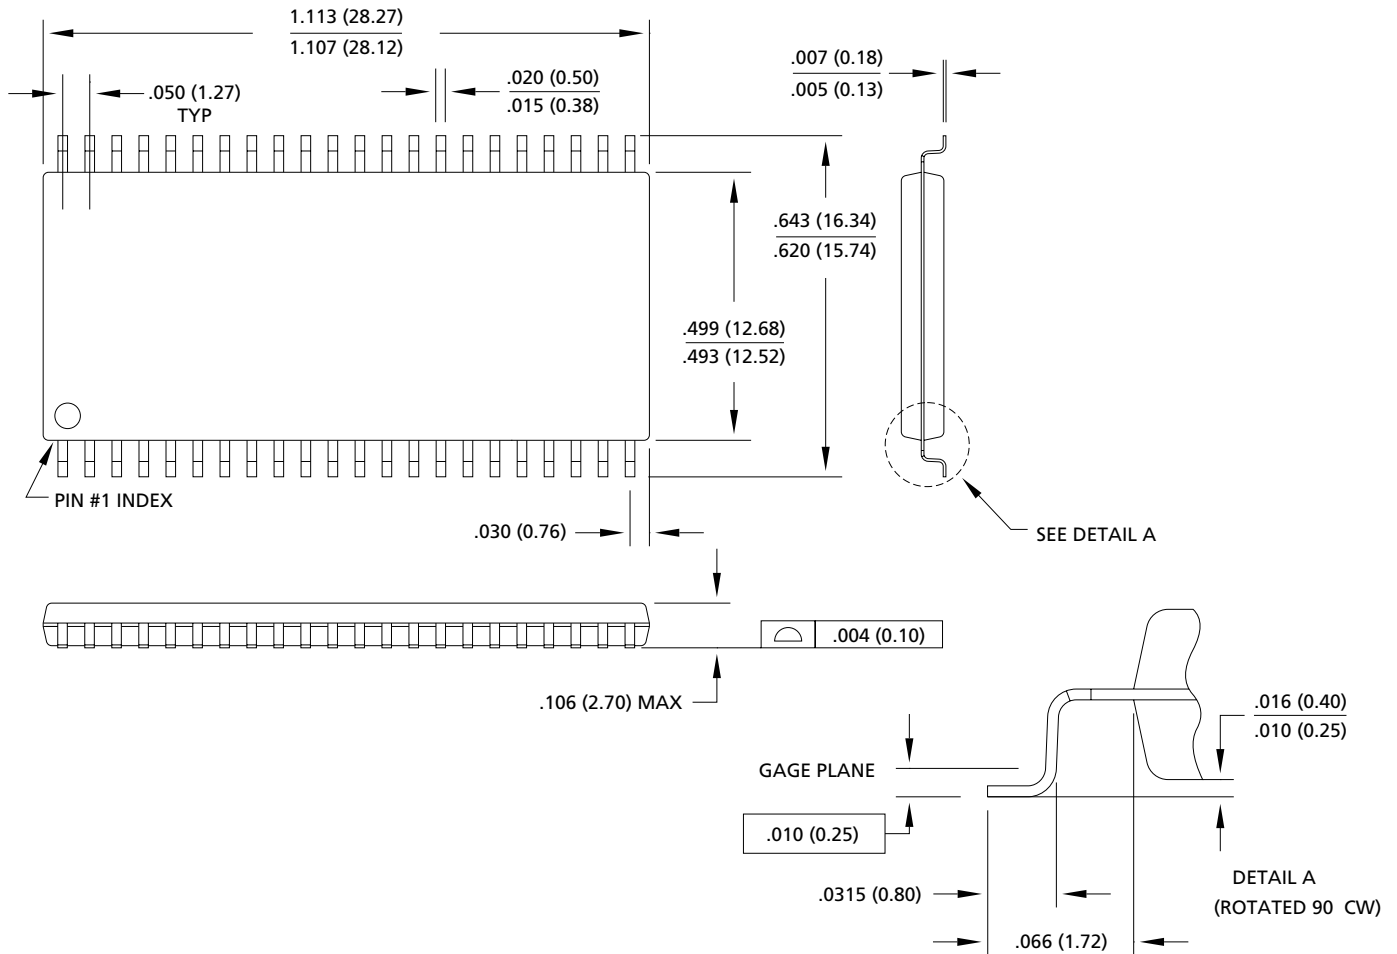 1.113 (28.27)
1.107 (28.12)
.050 (1.27)
TYP
.020 (0.50)
.015 (0.38)
.007 (0.18)
.005 (0.13)
.643 (16.34)
.620 (15.74)
.499 (12.68)
.493 (12.52)
PIN #1 INDEX
.030 (0.76)
SEE DETAIL A
.004 (0.10)
.106 (2.70) MAX
.016 (0.40)
.010 (0.25)
GAGE PLANE
.010 (0.25)
.0315 (0.80)
DETAIL A
(ROTATED 90 CW)
.066 (1.72)